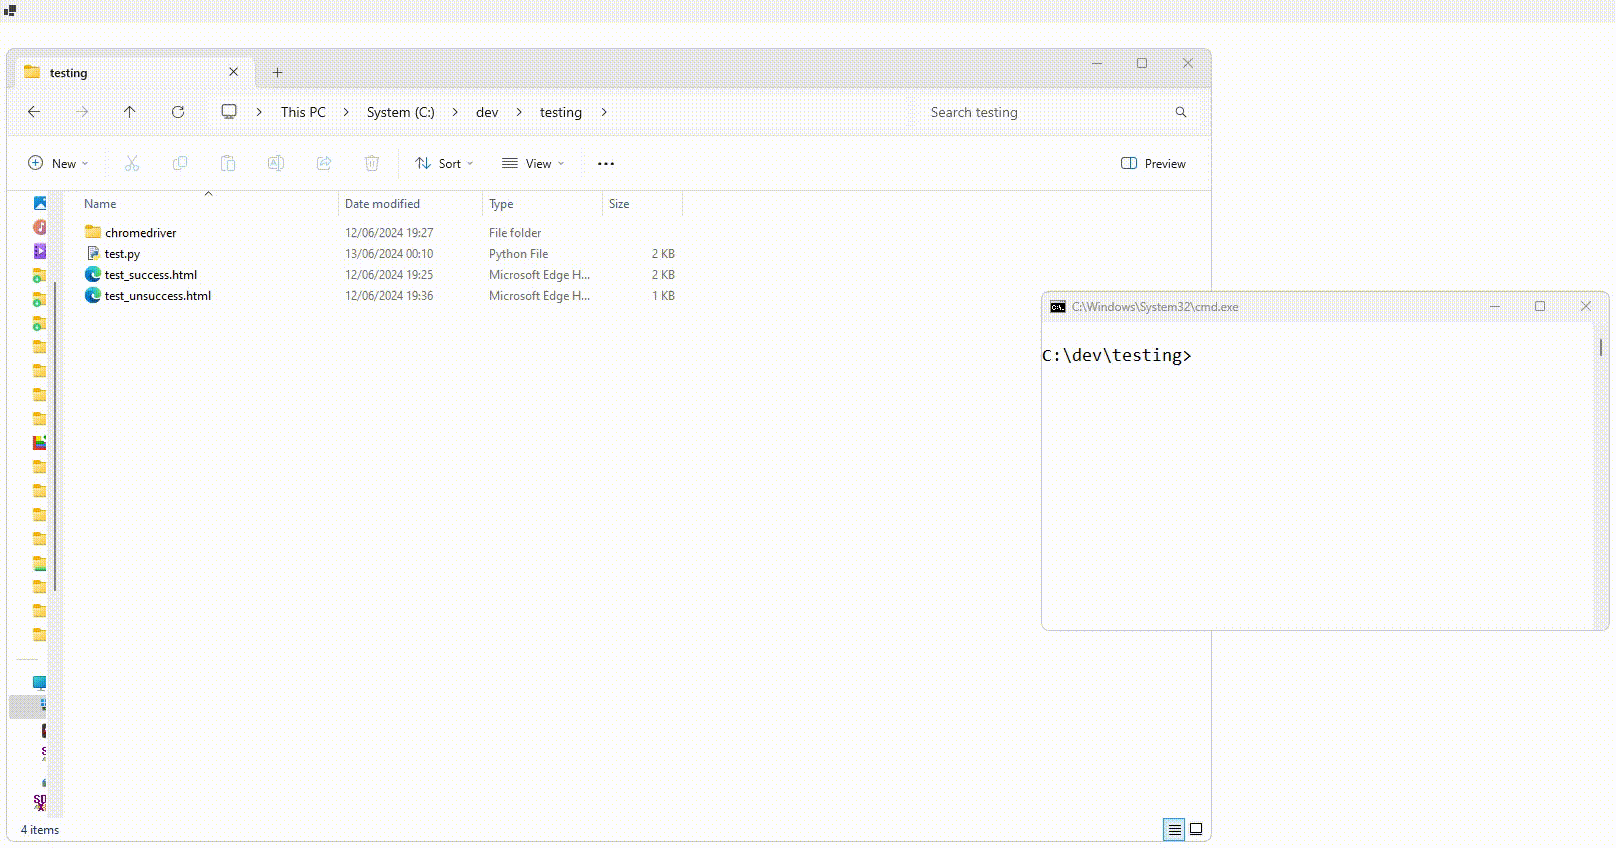 testing
This PC
System (C:)
dev
testing
Search testing
New
Sort
View
Preview
Name Date modified Type Size
chromedriver 12/06/2024 19:27 File folder
test.py 13/06/2024 00:10 Python File 2 KB
test_success.html 12/06/2024 19:25 Microsoft Edge H... 2 KB
test_unsuccess.html 12/06/2024 19:36 Microsoft Edge H... 1 KB
C:\Windows\System32\cmd.exe
C:\dev\testing>
4 items